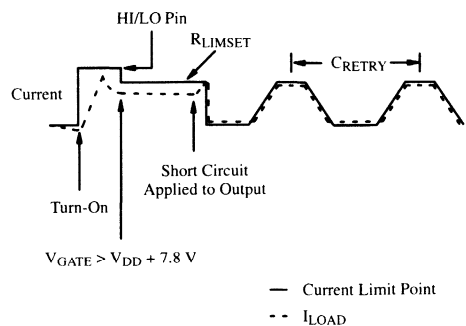 HI/LO Pin
RLIMSET
CRETRY
Current
Short Circuit
Applied to Output
Turn-On
VGATE > VDD + 7.8 V
Current Limit Point
ILOAD